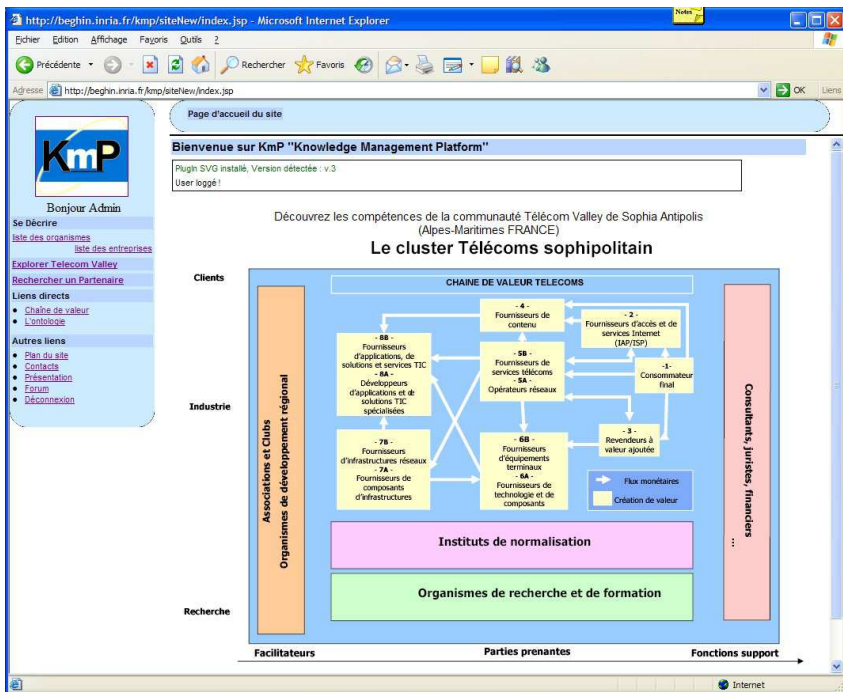 http://beghin.inria.fr/kmp/siteNew/index.jsp - Microsoft Internet Explorer
Notes
Fichier Edition Affichage Favoris Outils ?
Précédente Rechercher Favoris
Adresse http://beghin.inria.fr/kmp/siteNew/index.jsp OK Liens
KmP
Bonjour Admin
Se Décrire
liste des organismes
liste des entreprises
Explorer Telecom Valley
Rechercher un Partenaire
Liens directs
Chaîne de valeur
L'ontologie
Autres liens
Plan du site
Contacts
Présentation
Forum
Déconnexion
Page d'accueil du site
Bienvenue sur KmP "Knowledge Management Platform"
PlugIn SVG installé, Version détectée : v.3
User loggé !
Découvrez les compétences de la communauté Télécom Valley de Sophia Antipolis
(Alpes-Maritimes FRANCE)
Le cluster Télécoms sophipolitain
Clients
Industrie
Recherche
Associations et Clubs
Organismes de développement régional
CHAINE DE VALEUR TELECOMS
- 4 -
Fournisseurs de
contenu
- 2 -
Fournisseurs d'accès et de
services Internet
(IAP/ISP)
- 8B -
Fournisseurs
d'applications, de
solutions et services TIC
- 8A -
Développeurs
d'applications et de
solutions TIC
spécialisées
- 5B -
Fournisseurs de
services télécoms
- 5A -
Opérateurs réseaux
-1-
Consommateur
final
- 3 -
Revendeurs à
valeur ajoutée
- 7B -
Fournisseurs
d'infrastructures réseaux
- 7A -
Fournisseurs de
composants
d'infrastructures
- 6B -
Fournisseurs
d'équipements
terminaux
- 6A -
Fournisseurs de
technologie et de
composants
Flux monétaires
Création de valeur
Instituts de normalisation
Organismes de recherche et de formation
Consultants, juristes, financiers
...
Facilitateurs
Parties prenantes
Fonctions support
Internet